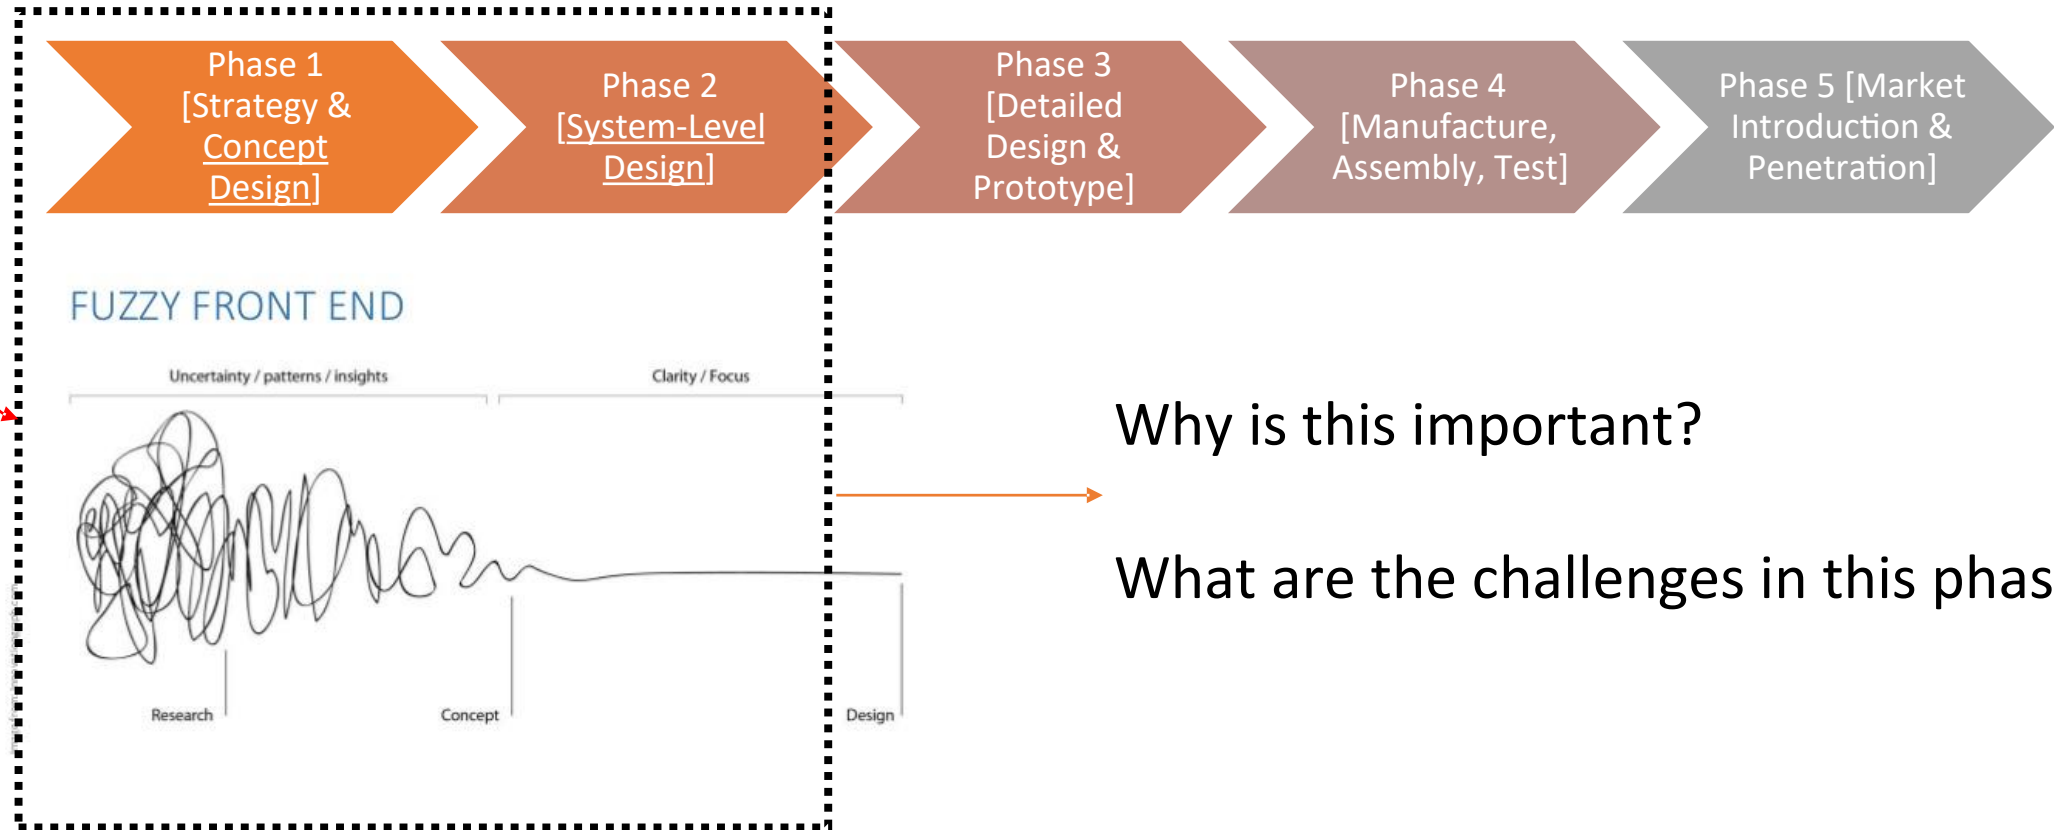 Phase 1
[Strategy &
Concept
Design]
Phase 2
[System-Level
Design]
Phase 3
[Detailed
Design &
Prototype]
Phase 4
[Manufacture,
Assembly, Test]
Phase 5 [Market
Introduction &
Penetration]
FUZZY FRONT END
Uncertainty / patterns / insights
Clarity / Focus
Research
Concept
Design
Why is this important?
What are the challenges in this phas